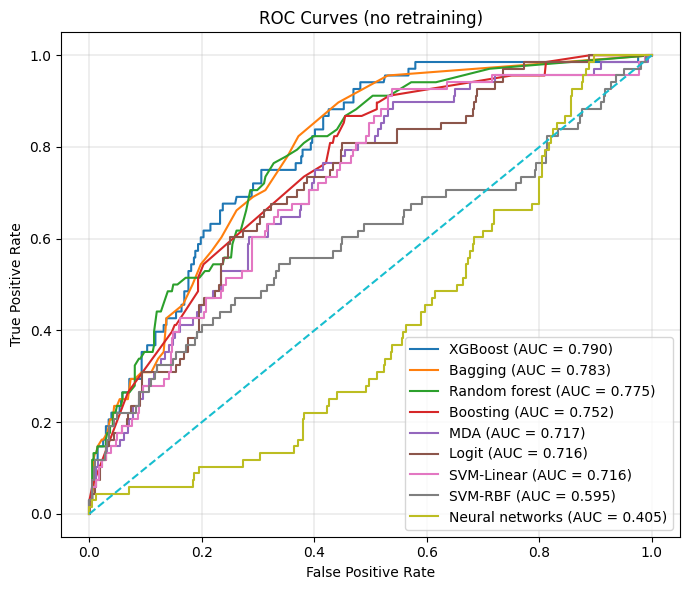 ROC Curves (no retraining)
True Positive Rate
1.0
0.8
0.6
0.4
0.2
0.0
XGBoost (AUC = 0.790)
Bagging (AUC = 0.783)
Random forest (AUC = 0.775)
Boosting (AUC = 0.752)
MDA (AUC = 0.717)
Logit (AUC = 0.716)
SVM-Linear (AUC = 0.716)
SVM-RBF (AUC = 0.595)
Neural networks (AUC = 0.405)
0.0 0.2 0.4 0.6 0.8 1.0
False Positive Rate